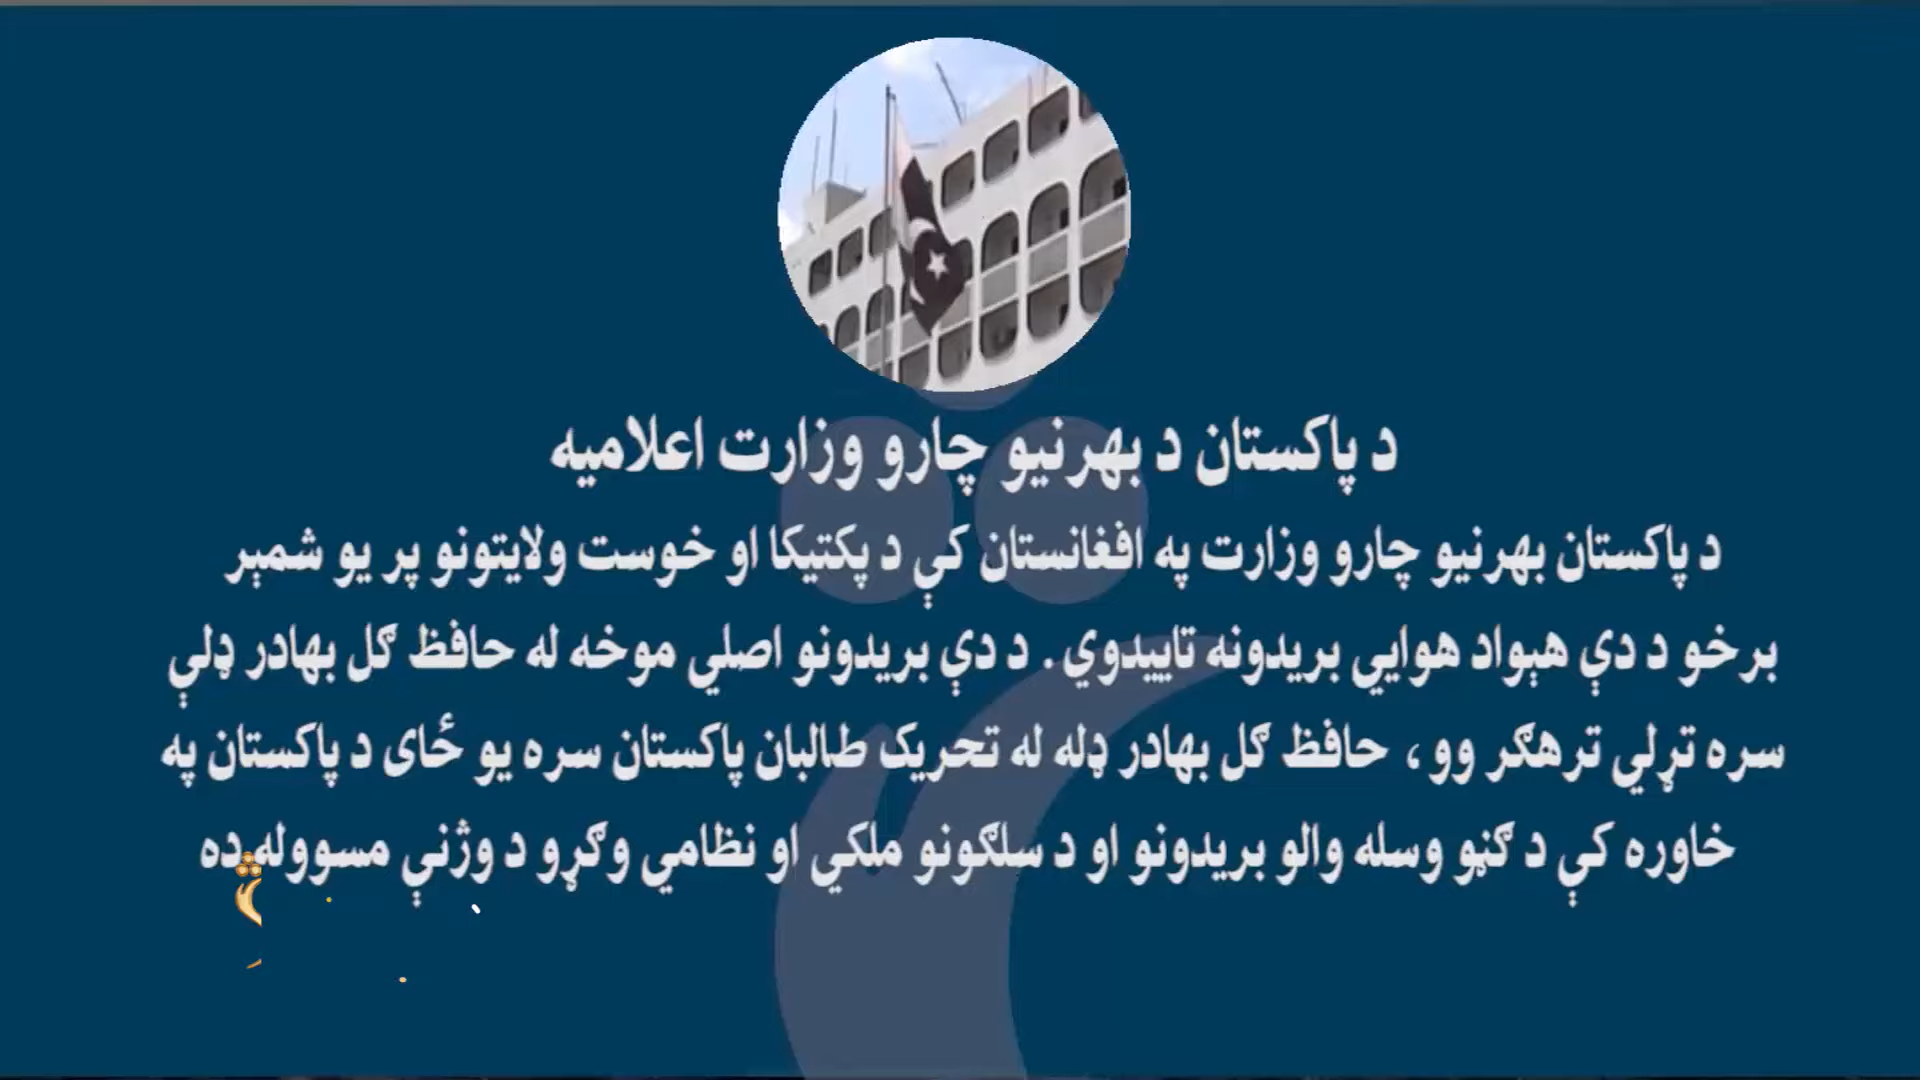 د پاکستان د بهرنیو چارو وزارت اعلامیه
د پاکستان بهرنیو چارو وزارت په افغانستان کې د پکتیکا او خوست ولایتونو پر یو شمېر
برخو د دې هېواد هوایي بریدونه تاییدوي. د دې بریدونو اصلي موخه له حافظ ګل بهادر ډلې
سره تړلي ترهګر وو، حافظ ګل بهادر ډله له تحریک طالبان پاکستان سره یو ځای د پاکستان په
خاوره کې د ګڼو وسله والو بریدونو او د سلګونو ملکي او نظامي وګړو د وژنې مسووله ده